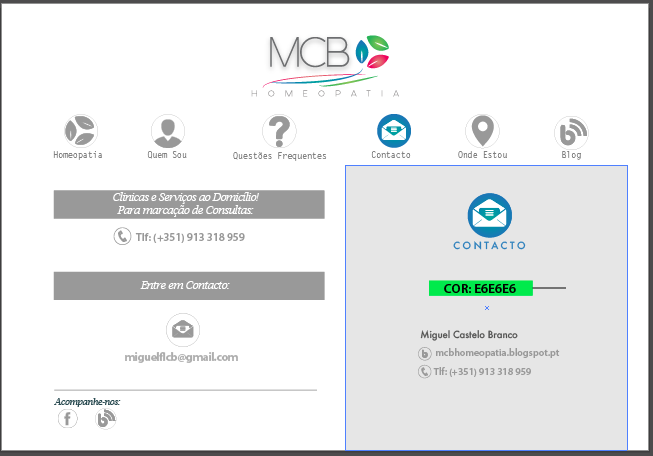 MCB
HOMEOPATIA
Homeopatia
Quem Sou
Questões Frequentes
Contacto
Onde Estou
Blog
Clinicas e Serviços ao Domicílio!
Para marcação de Consultas:
Tlf: (+351) 913 318 959
Entre em Contacto:
miguelflcb@gmail.com
Acompanhe-nos:
CONTACTO
COR: E6E6E6
Miguel Castelo Branco
mcbhomeopatia.blogspot.pt
Tlf: (+351) 913 318 959